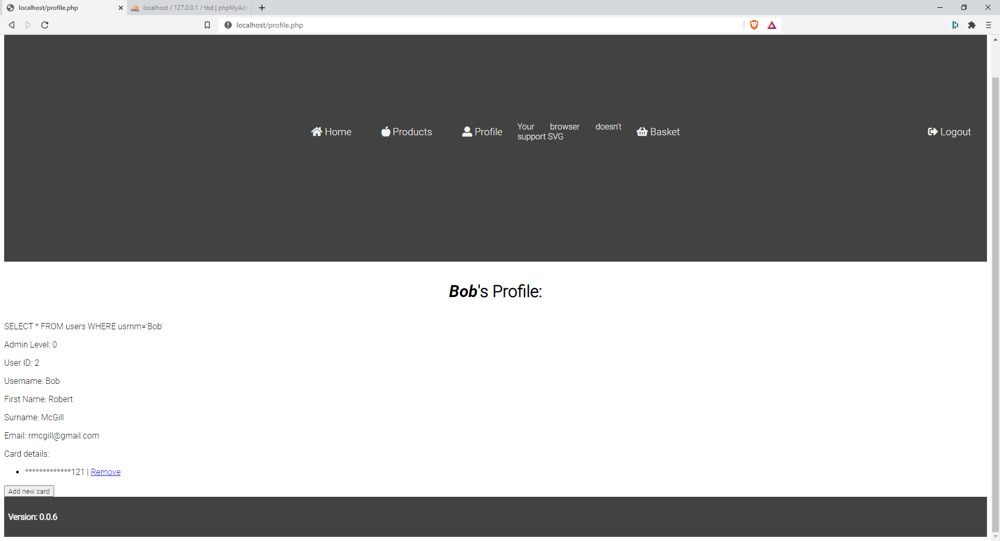 localhost/profile.php
PMA
localhost / 127.0.0.1 / tbd | phpMyAdn
localhost/profile.php
Home
Products
Profile
Your browser doesn't
support SVG
Basket
Logout
Bob's Profile:
SELECT * FROM users WHERE usrnm='Bob'
Admin Level: 0
User ID: 2
Username: Bob
First Name: Robert
Surname: McGill
Email: rmcgill@gmail.com
Card details:
*************121 | Remove
Add new card
Version: 0.0.6